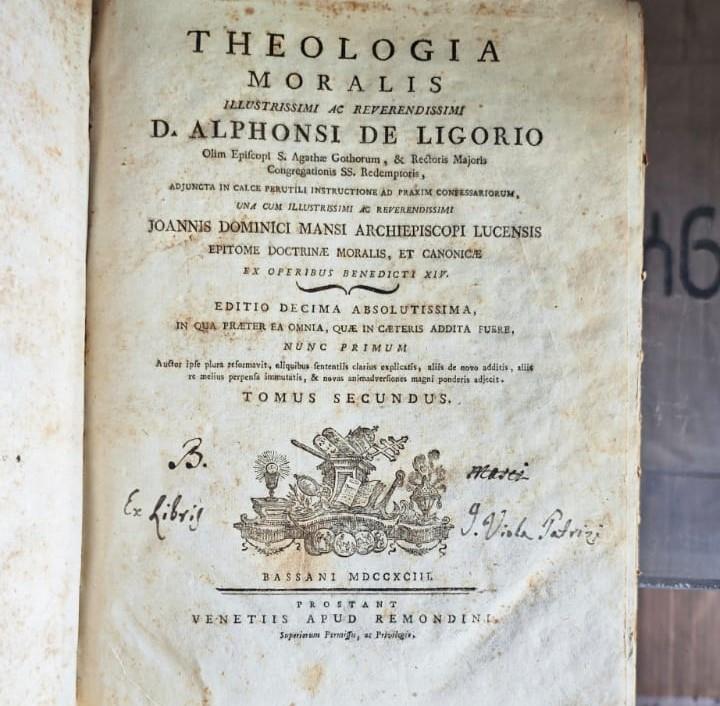 THEOLOGIA
MORALIS
ILLUSTRISSIMI AC REVERENDISSIMI
D. ALPHONSI DE LIGORIO
Olim Epiſcopi S. Agathæ Gothorum, & Rectoris Majoris
Congregationis SS. Redemptoris,
ADJUNCTA IN CALCE PERUTILI INSTRUCTIONE AD PRAXIM CONFESSARIORUM,
UNA CUM ILLUSTRISSIMI AC REVERENDISSIMI
JOANNIS DOMINICI MANSI ARCHIEPISCOPI LUCENSIS
EPITOME DOCTRINÆ MORALIS, ET CANONICÆ
EX OPERIBUS BENEDICTI XIV.
EDITIO DECIMA ABSOLUTISSIMA,
IN QUA PRÆTER EA OMNIA, QUÆ IN CÆTERIS ADDITA FUERE,
NUNC PRIMUM
Auctor ipſe plura reformavit, aliquibus ſententiis clarius explicatis, aliis de novo additis, aliis
re melius perpenſa immutatis, & novas animadverſiones magni ponderis adjecit.
TOMUS SECUNDUS.
B.
Ex Libris
J. Viola Patrizi
BASSANI MDCCXCIII.
PROSTANT
VENETIIS APUD REMONDINI.
Superiorum Permiſſu, ac Privilegio.